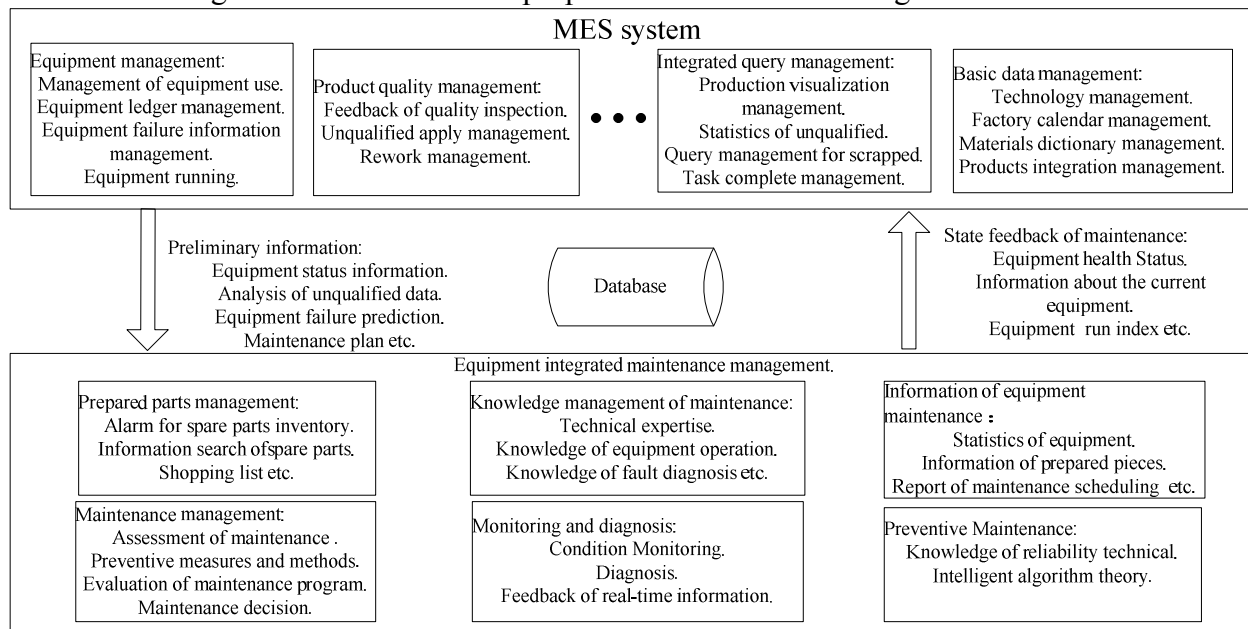 MES system
Equipment management:
Management of equipment use.
Equipment ledger management.
Equipment failure information
management.
Equipment running.
Product quality management:
Feedback of quality inspection.
Unqualified apply management.
Rework management.
Integrated query management:
Production visualization
management.
Statistics of unqualified.
Query management for scrapped.
Task complete management.
Basic data management:
Technology management.
Factory calendar management.
Materials dictionary management.
Products integration management.
Preliminary information:
Equipment status information.
Analysis of unqualified data.
Equipment failure prediction.
Maintenance plan etc.
Database
State feedback of maintenance:
Equipment health Status.
Information about the current
equipment.
Equipment run index etc.
Equipment integrated maintenance management.
Prepared parts management:
Alarm for spare parts inventory.
Information search ofspare parts.
Shopping list etc.
Knowledge management of maintenance:
Technical expertise.
Knowledge of equipment operation.
Knowledge of fault diagnosis etc.
Information of equipment
maintenance：
Statistics of equipment.
Information of prepared pieces.
Report of maintenance scheduling etc.
Maintenance management:
Assessment of maintenance .
Preventive measures and methods.
Evaluation of maintenance program.
Maintenance decision.
Monitoring and diagnosis:
Condition Monitoring.
Diagnosis.
Feedback of real-time information.
Preventive Maintenance:
Knowledge of reliability technical.
Intelligent algorithm theory.